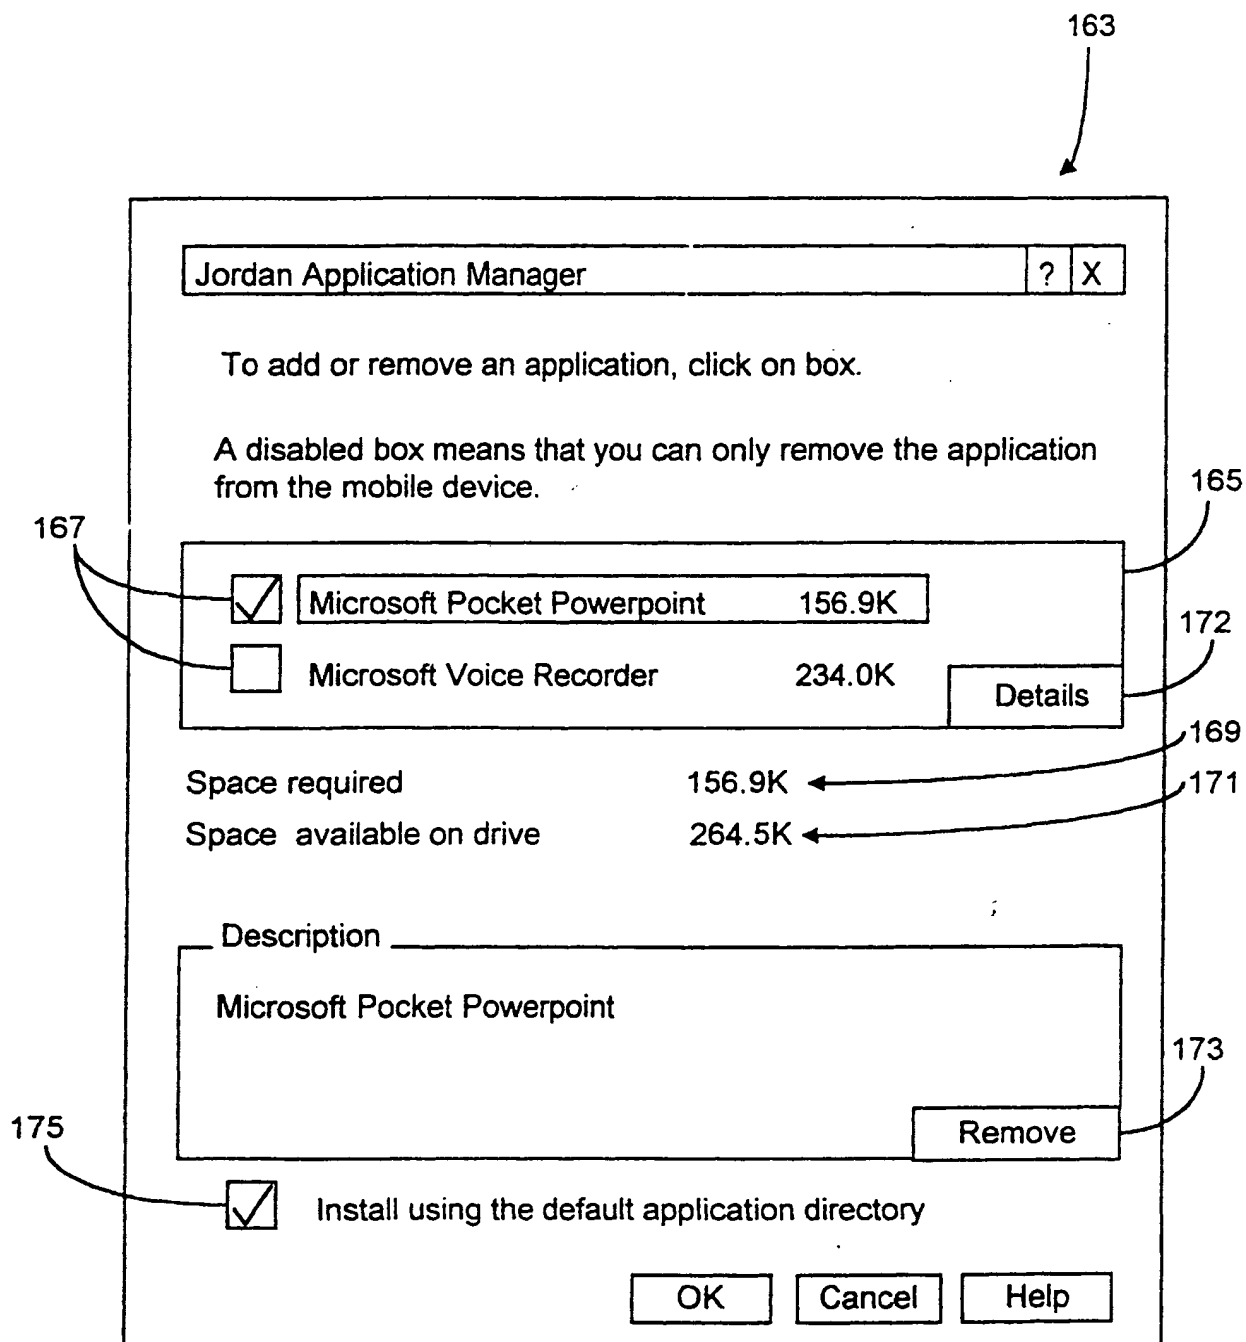 163
Jordan Application Manager ? X
To add or remove an application, click on box.
A disabled box means that you can only remove the application
from the mobile device.
165
167
Microsoft Pocket Powerpoint 156.9K
172
Microsoft Voice Recorder 234.0K
Details
169
Space required 156.9K
171
Space available on drive 264.5K
Description
Microsoft Pocket Powerpoint
173
Remove
175
Install using the default application directory
OK Cancel Help